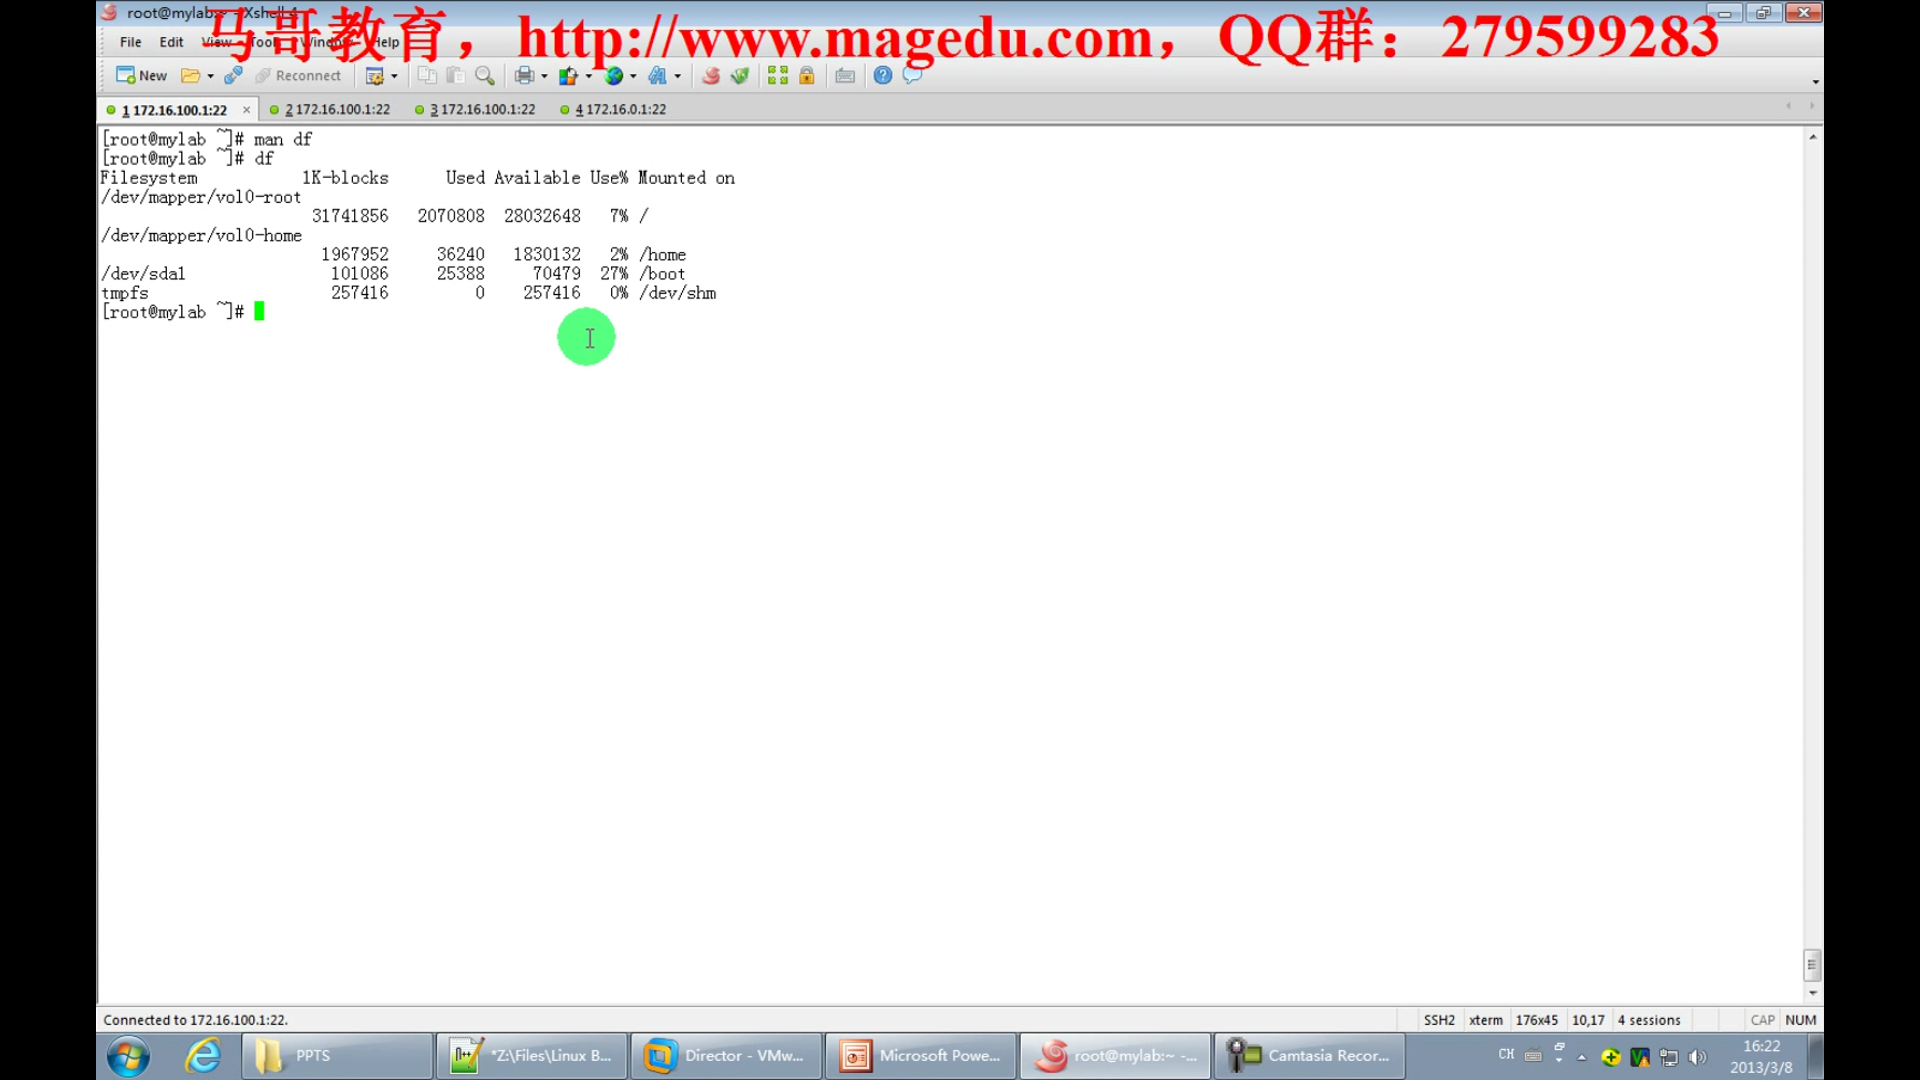 root@mylab:~ - Xshell 4
马哥教育，http://www.magedu.com，QQ群：279599283
File Edit View Tools Window Help
New Reconnect
1 172.16.100.1:22 2 172.16.100.1:22 3 172.16.100.1:22 4 172.16.0.1:22
[root@mylab ~]# man df
[root@mylab ~]# df
Filesystem 1K-blocks Used Available Use% Mounted on
/dev/mapper/vol0-root
31741856 2070808 28032648 7% /
/dev/mapper/vol0-home
1967952 36240 1830132 2% /home
/dev/sda1 101086 25388 70479 27% /boot
tmpfs 257416 0 257416 0% /dev/shm
[root@mylab ~]#
Connected to 172.16.100.1:22.
SSH2 xterm 176x45 10,17 4 sessions CAP NUM
PPTS *Z:\Files\Linux B... Director - VMw... Microsoft Powe... root@mylab:~ -... Camtasia Recor... CH 16:22
2013/3/8